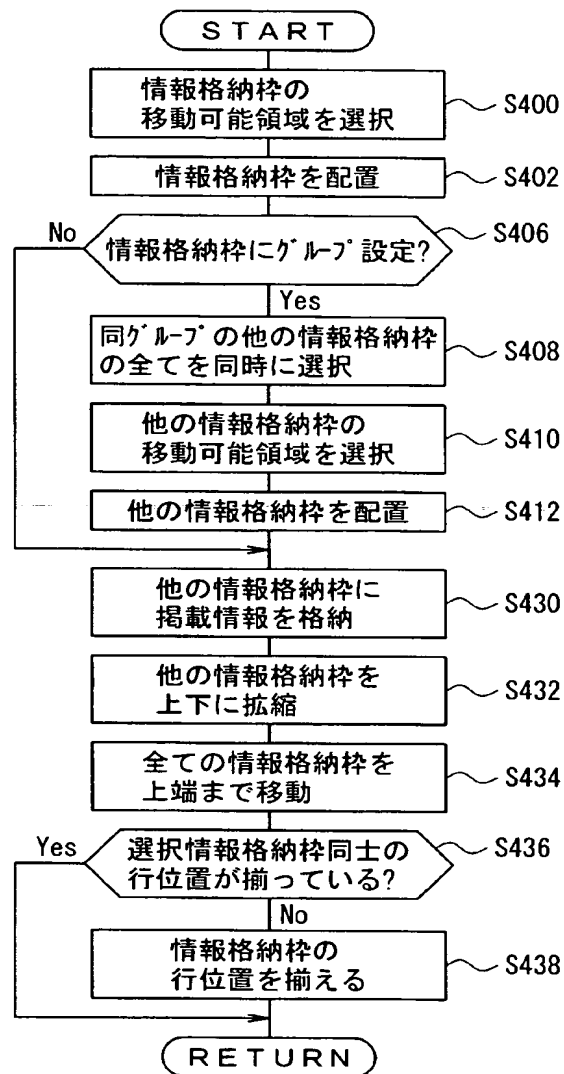 START
情報格納枠の
移動可能領域を選択
S400
情報格納枠を配置
S402
情報格納枠にｸﾞﾙｰﾌﾟ設定?
S406
No
Yes
同ｸﾞﾙｰﾌﾟの他の情報格納枠
の全てを同時に選択
S408
他の情報格納枠の
移動可能領域を選択
S410
他の情報格納枠を配置
S412
他の情報格納枠に
掲載情報を格納
S430
他の情報格納枠を
上下に拡縮
S432
全ての情報格納枠を
上端まで移動
S434
選択情報格納枠同士の
行位置が揃っている?
S436
Yes
No
情報格納枠の
行位置を揃える
S438
RETURN